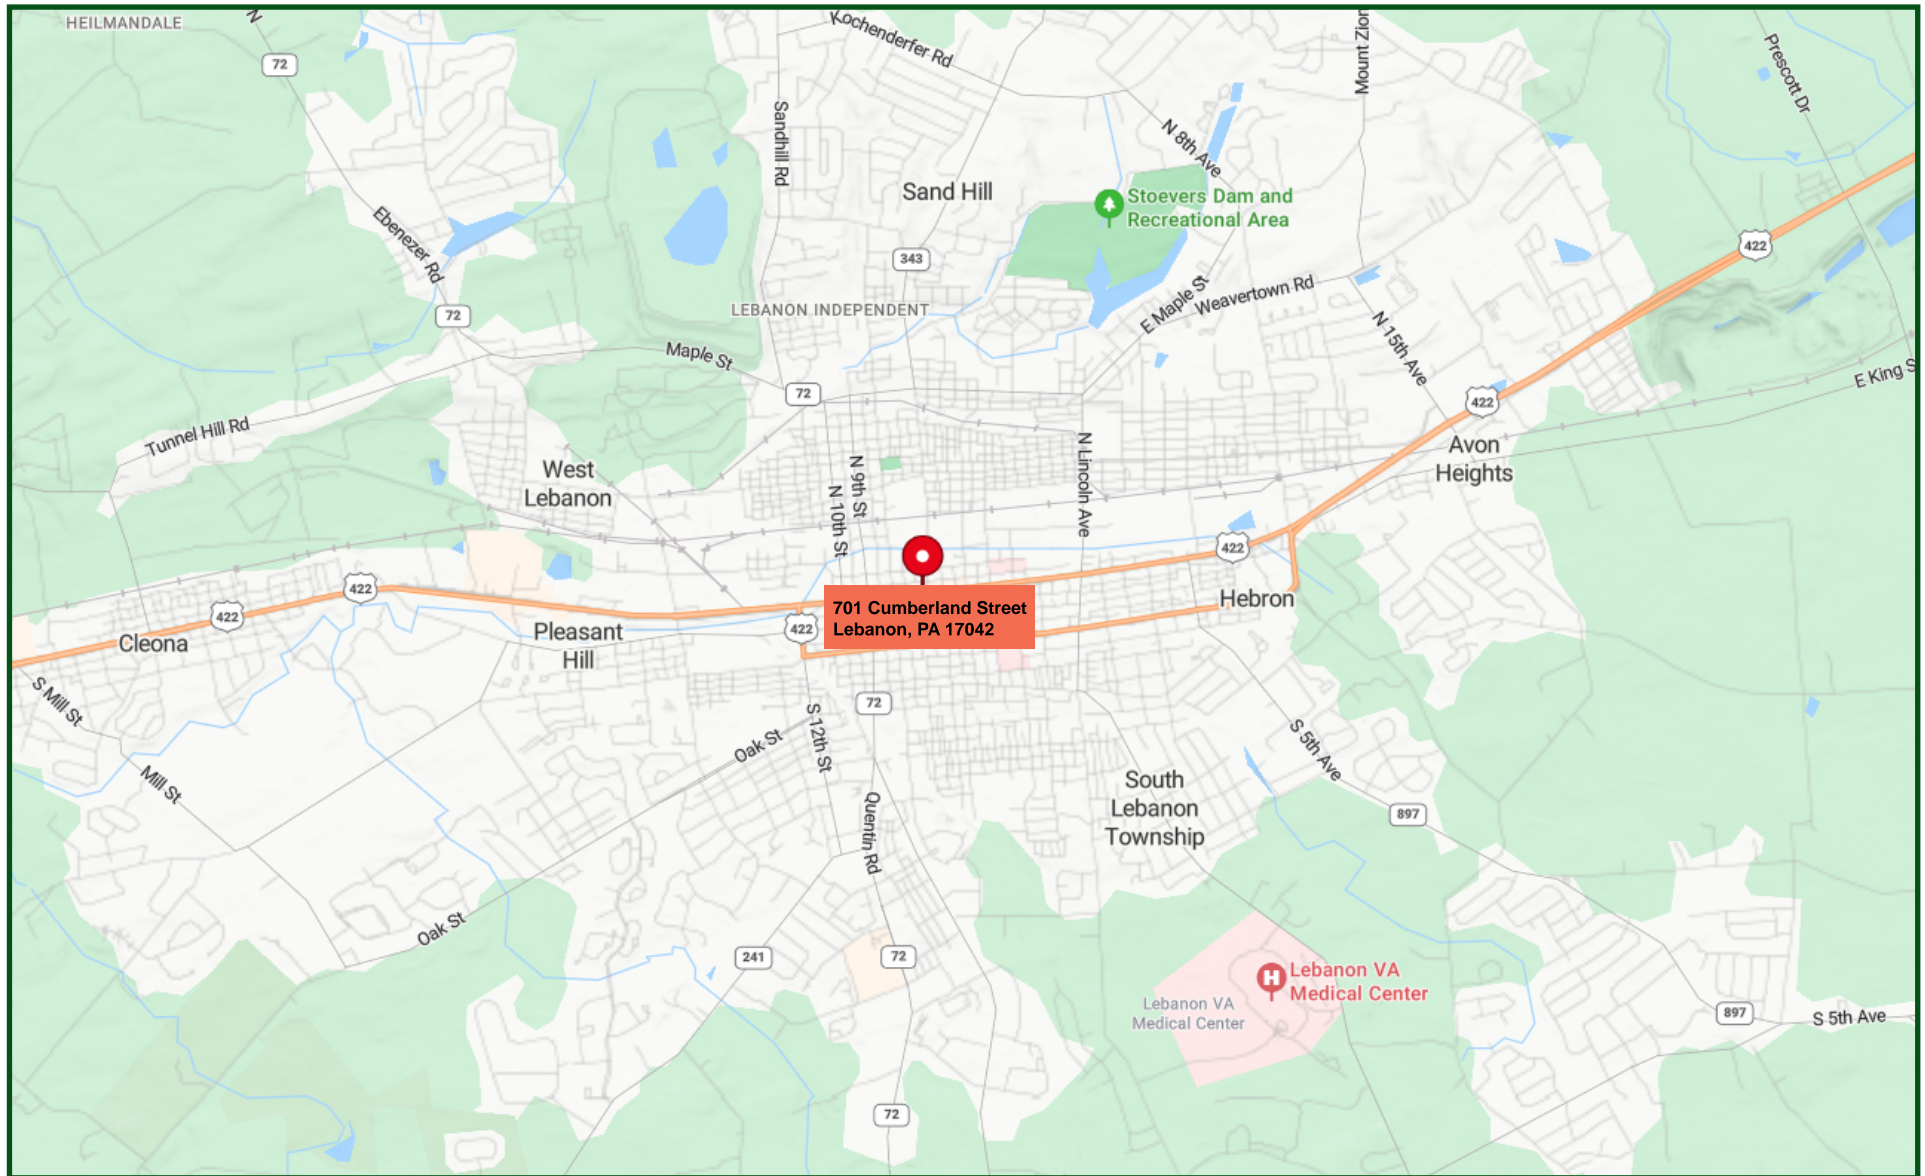 HEILMANDALE
N
72
Kochenderfer Rd
Mount Zion
Prescott Dr
Sandhill Rd
N 8th Ave
Sand Hill
Stoevers Dam and
Recreational Area
Ebenezer Rd
343
422
72
LEBANON INDEPENDENT
E Maple St
Weavertown Rd
N 15th Ave
Maple St
72
422
E King S
Tunnel Hill Rd
West
Lebanon
N 9th St
N 10th St
N Lincoln Ave
Avon
Heights
422
422
422
701 Cumberland Street
Lebanon, PA 17042
Hebron
Cleona
Pleasant
Hill
422
S Mill St
72
S 12th St
Oak St
S 5th Ave
Mill St
Quentin Rd
South
Lebanon
Township
897
Oak St
241
72
Lebanon VA
Medical Center
H
Lebanon VA
Medical Center
897
S 5th Ave
72